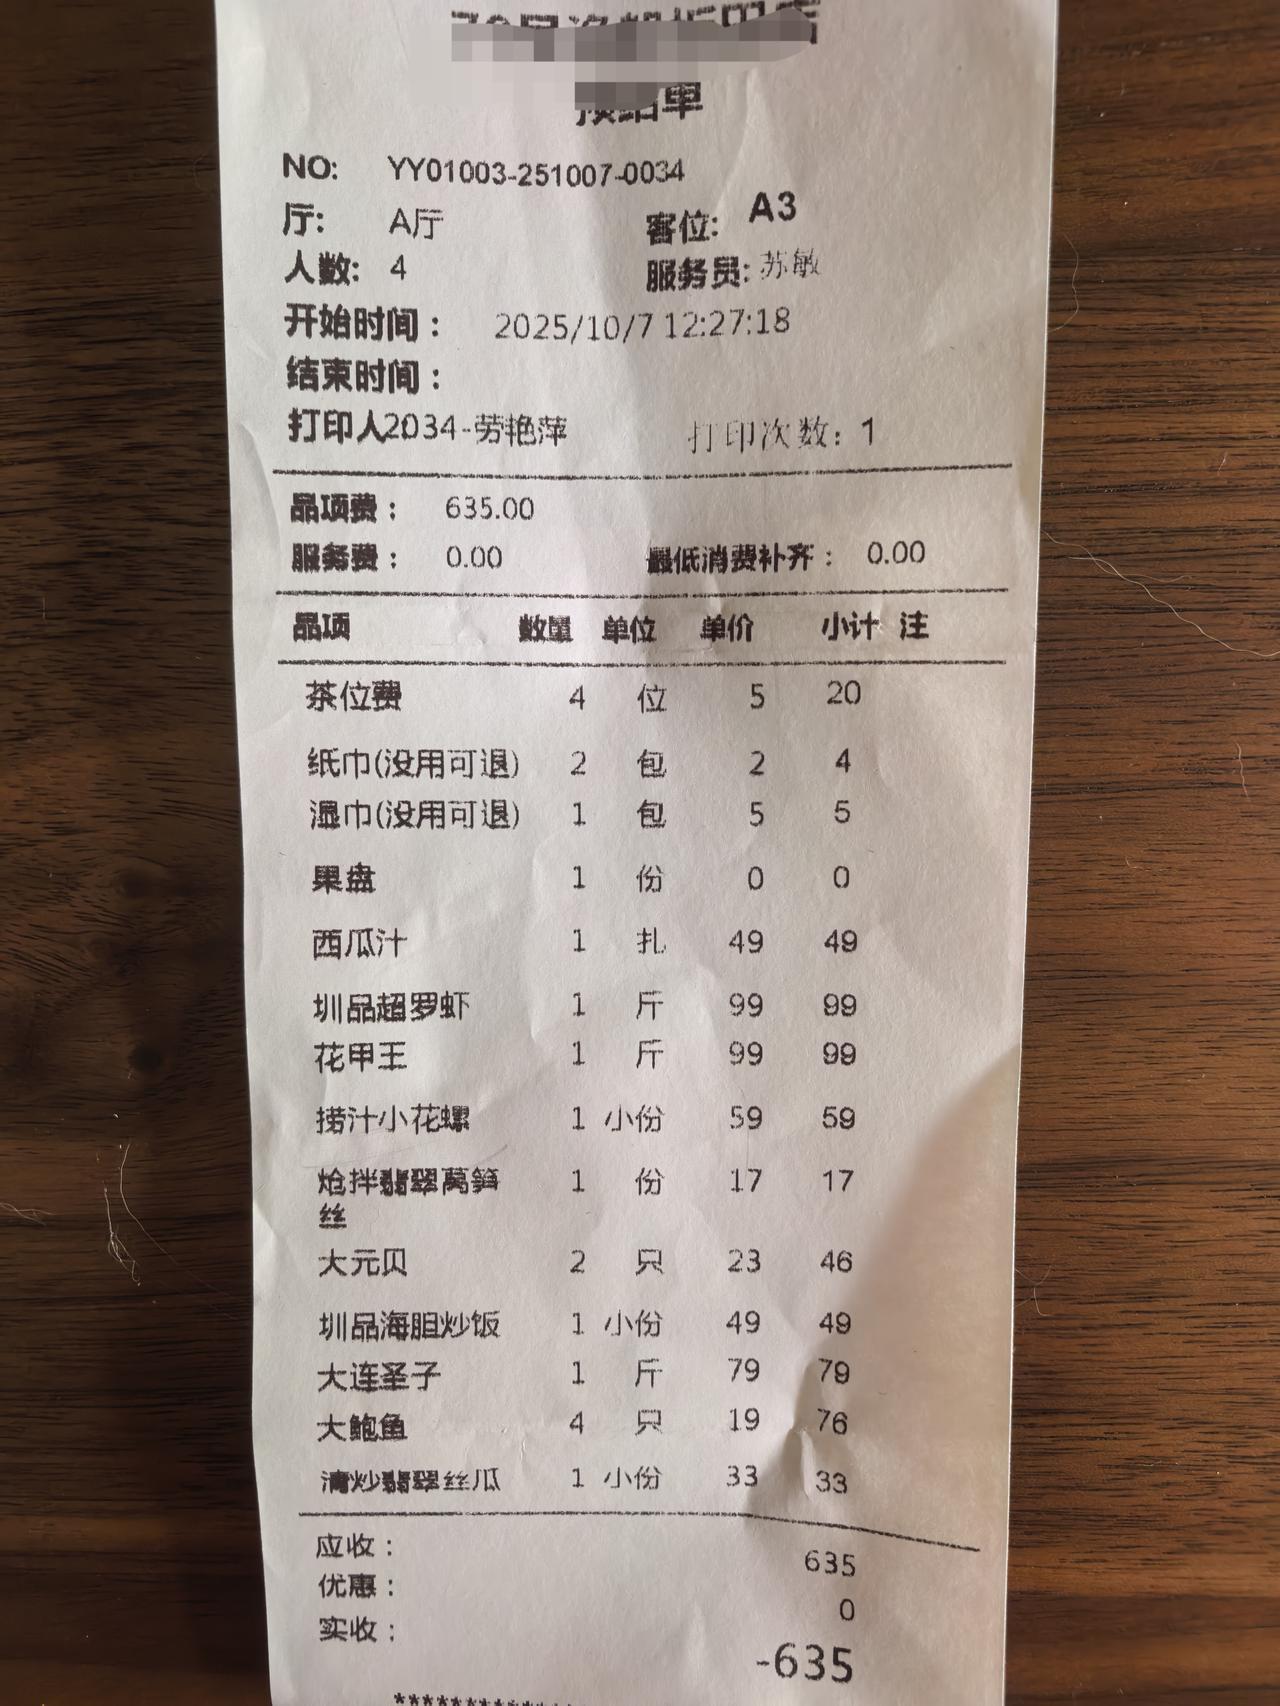 NO: YY01003-251007-0034
厅: A厅 客位: A3
人数: 4 服务员: 苏敏
开始时间: 2025/10/7 12:27:18
结束时间:
打印人2034-劳艳萍 打印次数: 1
品项费: 635.00
服务费: 0.00 最低消费补齐: 0.00
品项 数量 单位 单价 小计 注
茶位费 4 位 5 20
纸巾(没用可退) 2 包 2 4
湿巾(没用可退) 1 包 5 5
果盘 1 份 0 0
西瓜汁 1 扎 49 49
圳品超罗虾 1 斤 99 99
花甲王 1 斤 99 99
捞汁小花螺 1 小份 59 59
炝拌翡翠莴笋 1 份 17 17
丝
大元贝 2 只 23 46
圳品海胆炒饭 1 小份 49 49
大连圣子 1 斤 79 79
大鲍鱼 4 只 19 76
清炒翡翠丝瓜 1 小份 33 33
应收: 635
优惠: 0
实收: -635